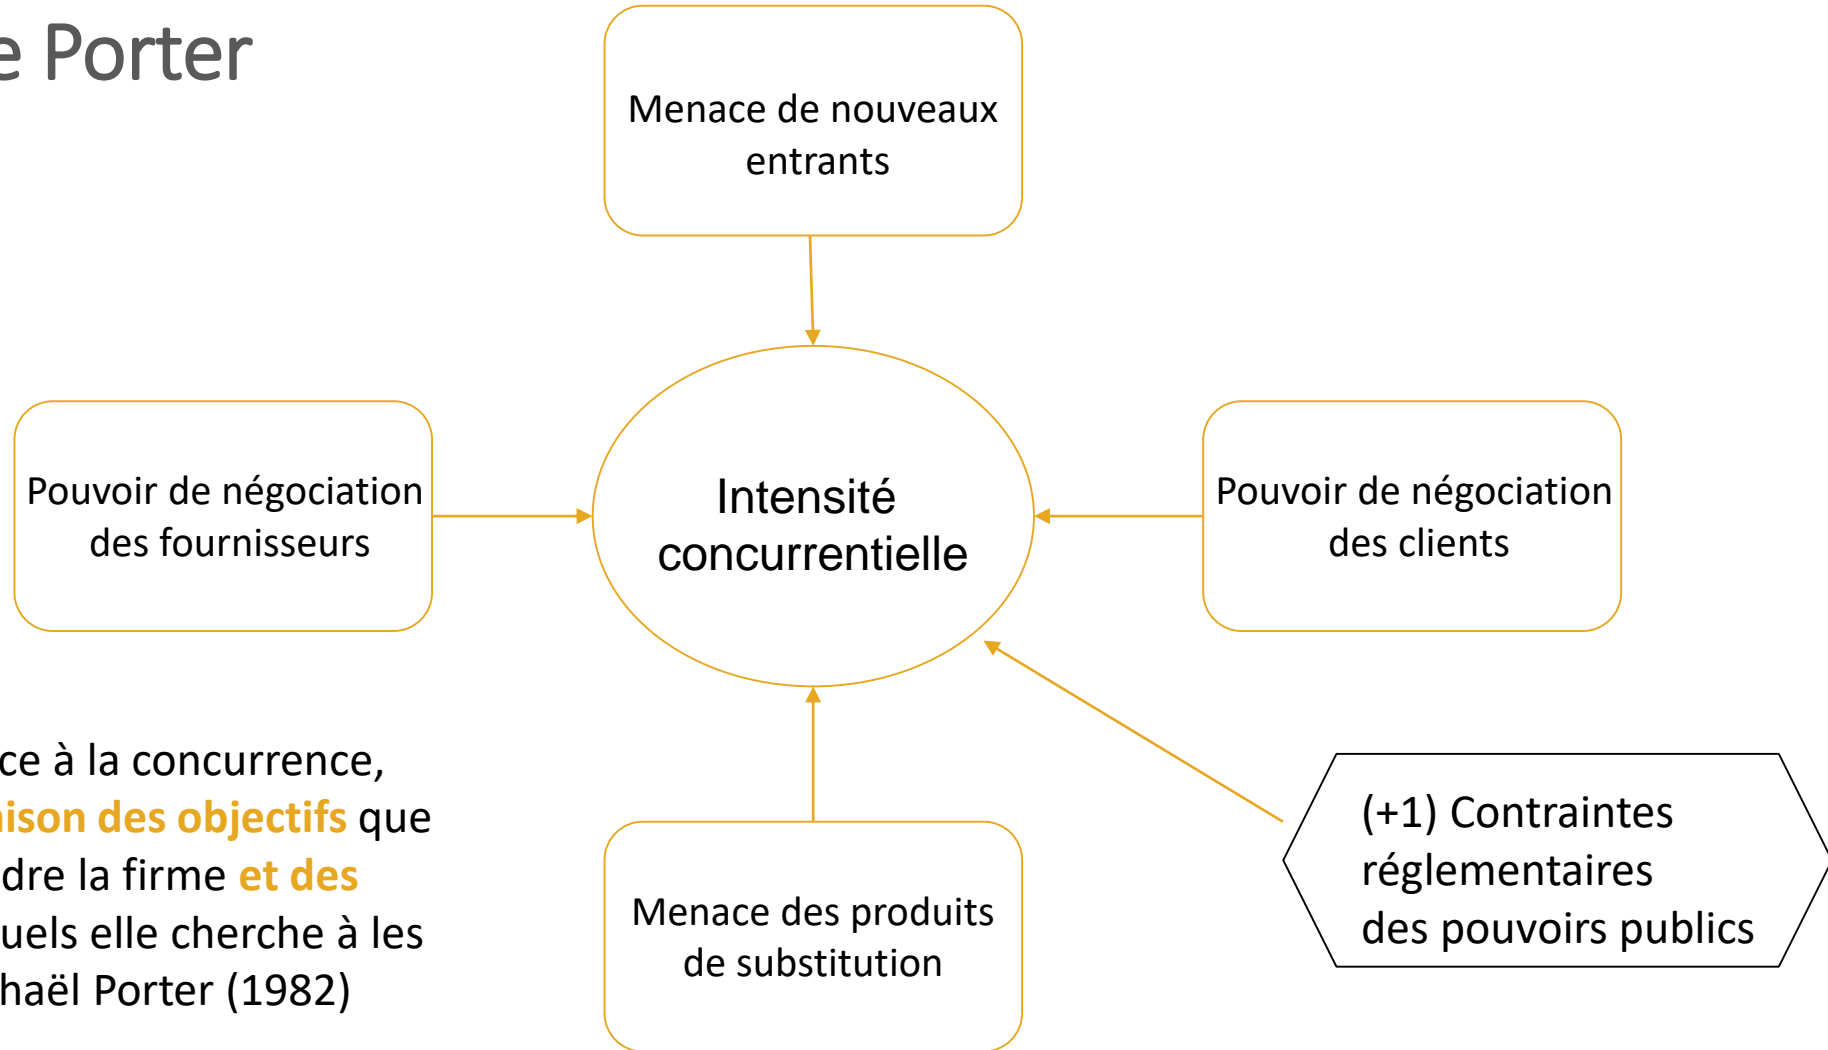 e Porter
Menace de nouveaux
entrants
Pouvoir de négociation
des fournisseurs
Intensité
concurrentielle
Pouvoir de négociation
des clients
ce à la concurrence,
aison des objectifs que
dre la firme et des
uels elle cherche à les
haël Porter (1982)
Menace des produits
de substitution
(+1) Contraintes
réglementaires
des pouvoirs publics